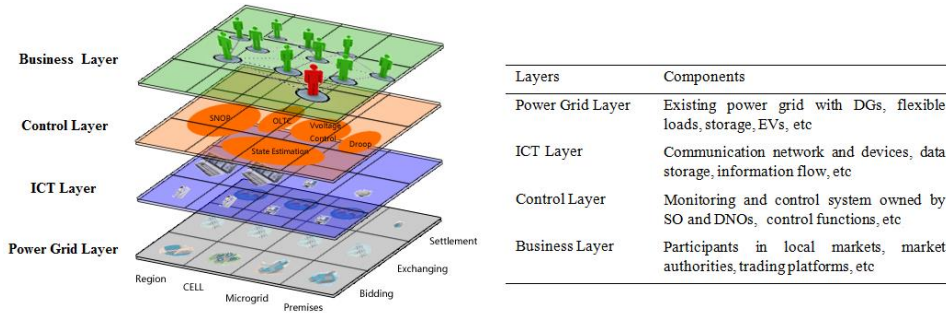 Business Layer
Control Layer
ICT Layer
Power Grid Layer
SNOP
OLTC
Vvoltage
Control
Droop
State Estimation
Region
CELL
Microgrid
Premises
Bidding
Exchanging
Settlement
Layers Components
Power Grid Layer Existing power grid with DGs, flexible
loads, storage, EVs, etc
ICT Layer Communication network and devices, data
storage, information flow, etc
Control Layer Monitoring and control system owned by
SO and DNOs, control functions, etc
Business Layer Participants in local markets, market
authorities, trading platforms, etc